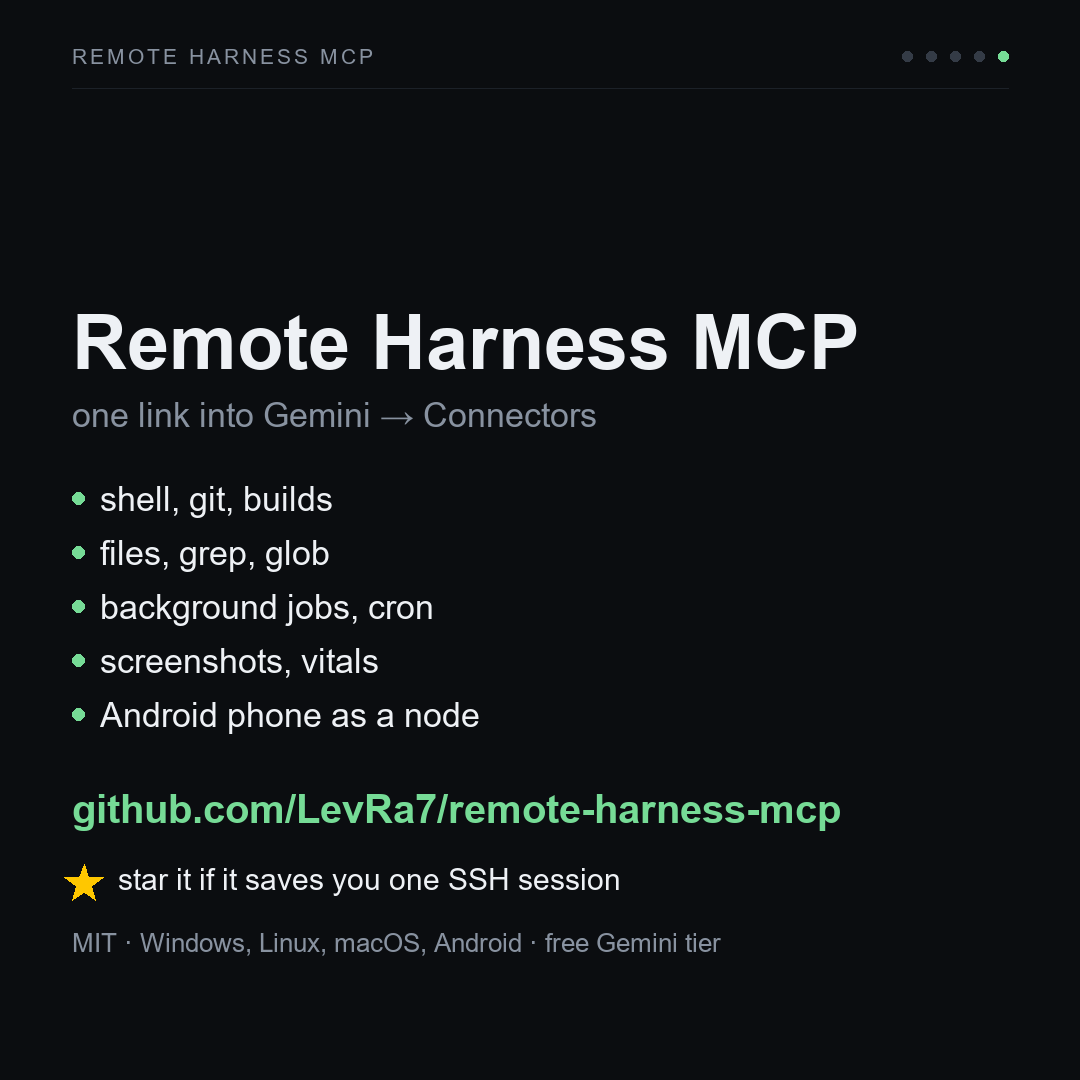 REMOTE HARNESS MCP
Remote Harness MCP
one link into Gemini → Connectors
shell, git, builds
files, grep, glob
background jobs, cron
screenshots, vitals
Android phone as a node
github.com/LevRa7/remote-harness-mcp
star it if it saves you one SSH session
MIT · Windows, Linux, macOS, Android · free Gemini tier